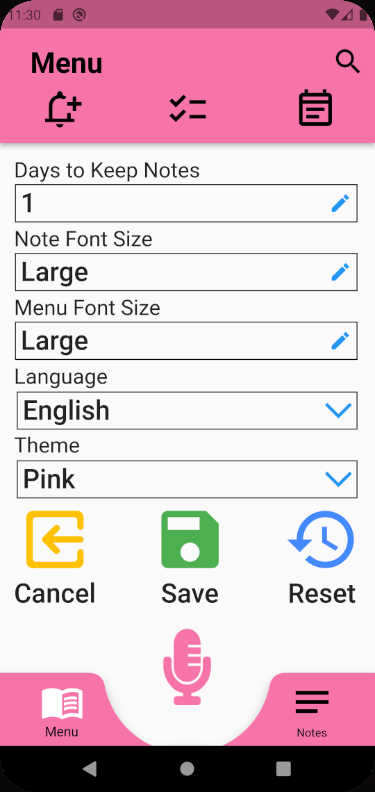 11:30
Menu
Days to Keep Notes
1
Note Font Size
Large
Menu Font Size
Large
Language
English
Theme
Pink
Cancel Save Reset
Menu Notes